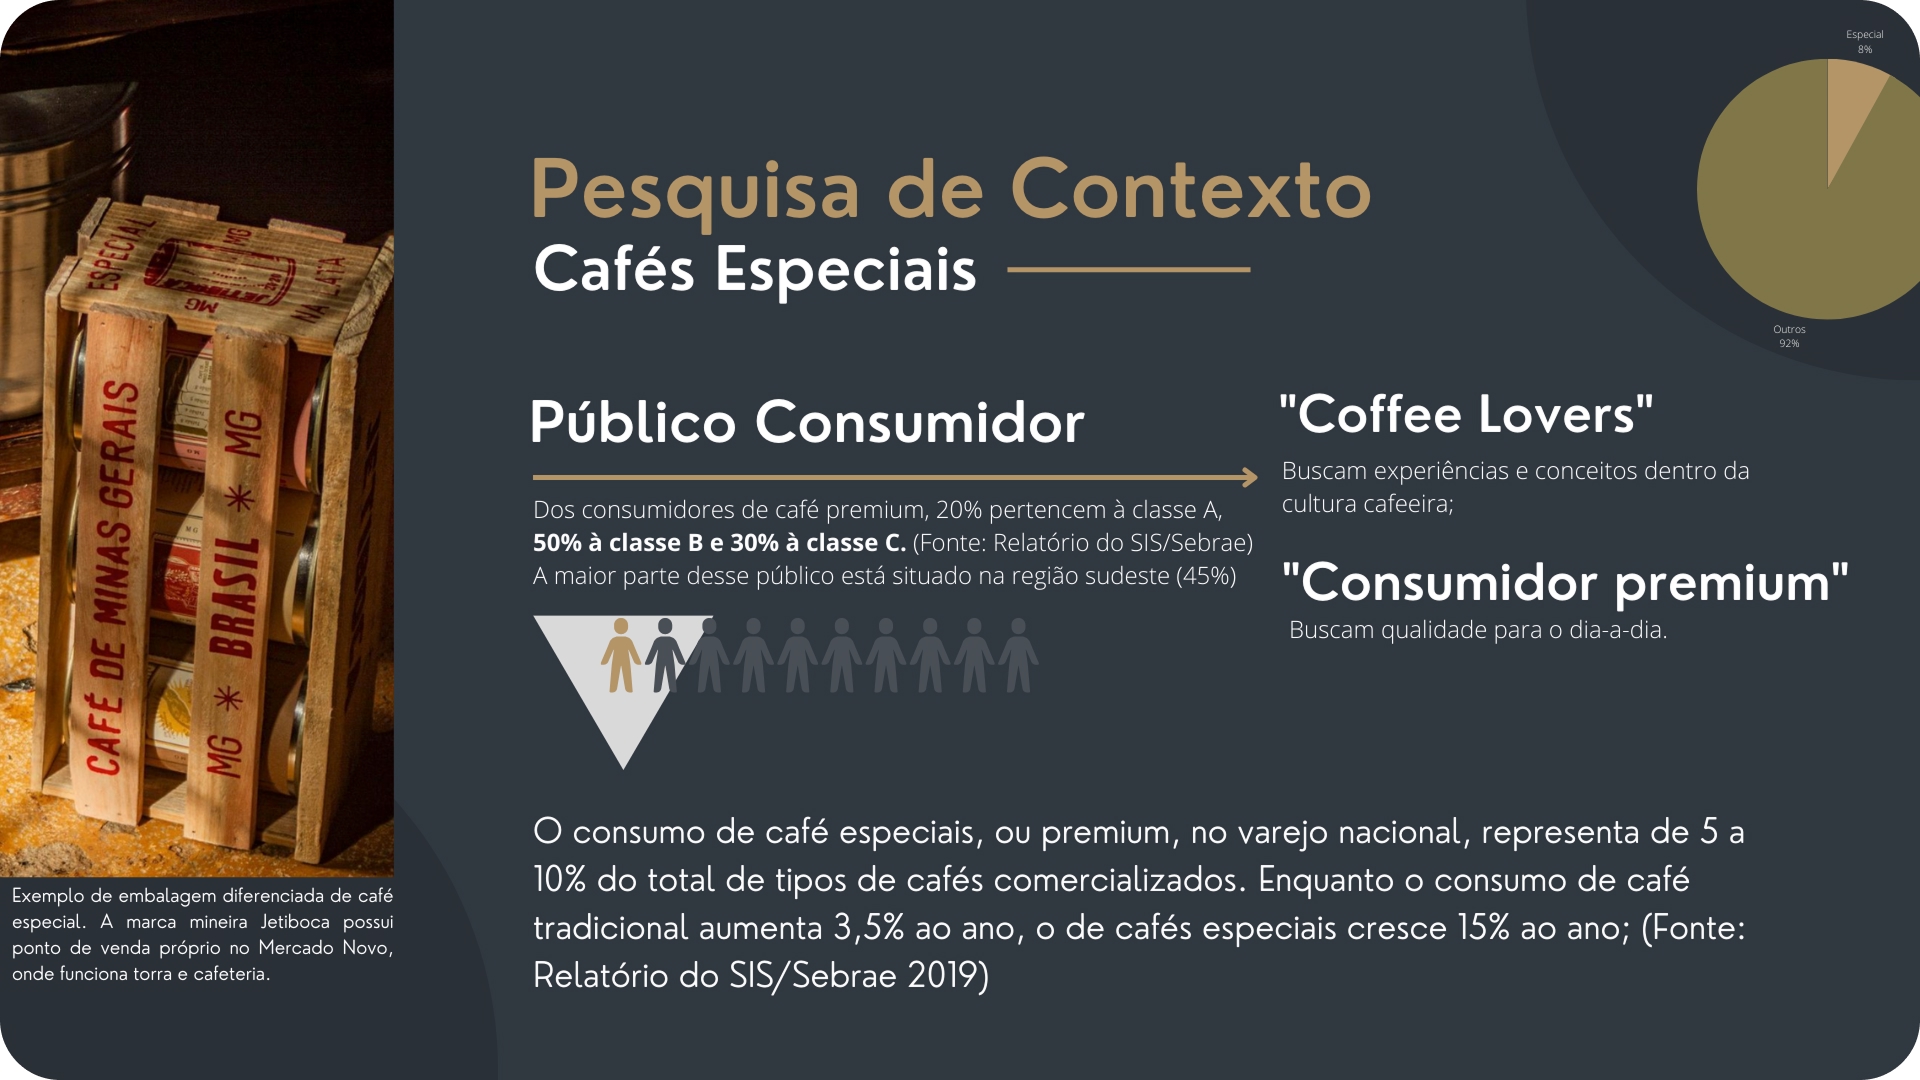 Especial
8%
Outros
92%
Pesquisa de Contexto
Cafés Especiais
Público Consumidor
Dos consumidores de café premium, 20% pertencem à classe A,
50% à classe B e 30% à classe C. (Fonte: Relatório do SIS/Sebrae)
A maior parte desse público está situado na região sudeste (45%)
"Coffee Lovers"
Buscam experiências e conceitos dentro da
cultura cafeeira;
"Consumidor premium"
Buscam qualidade para o dia-a-dia.
O consumo de café especiais, ou premium, no varejo nacional, representa de 5 a
10% do total de tipos de cafés comercializados. Enquanto o consumo de café
tradicional aumenta 3,5% ao ano, o de cafés especiais cresce 15% ao ano; (Fonte:
Relatório do SIS/Sebrae 2019)
ESPECIAL
MG
JETIBOCA
MG
NA LATA
CAFÉ DE MINAS GERAIS
MG * BRASIL * MG
Exemplo de embalagem diferenciada de café
especial. A marca mineira Jetiboca possui
ponto de venda próprio no Mercado Novo,
onde funciona torra e cafeteria.